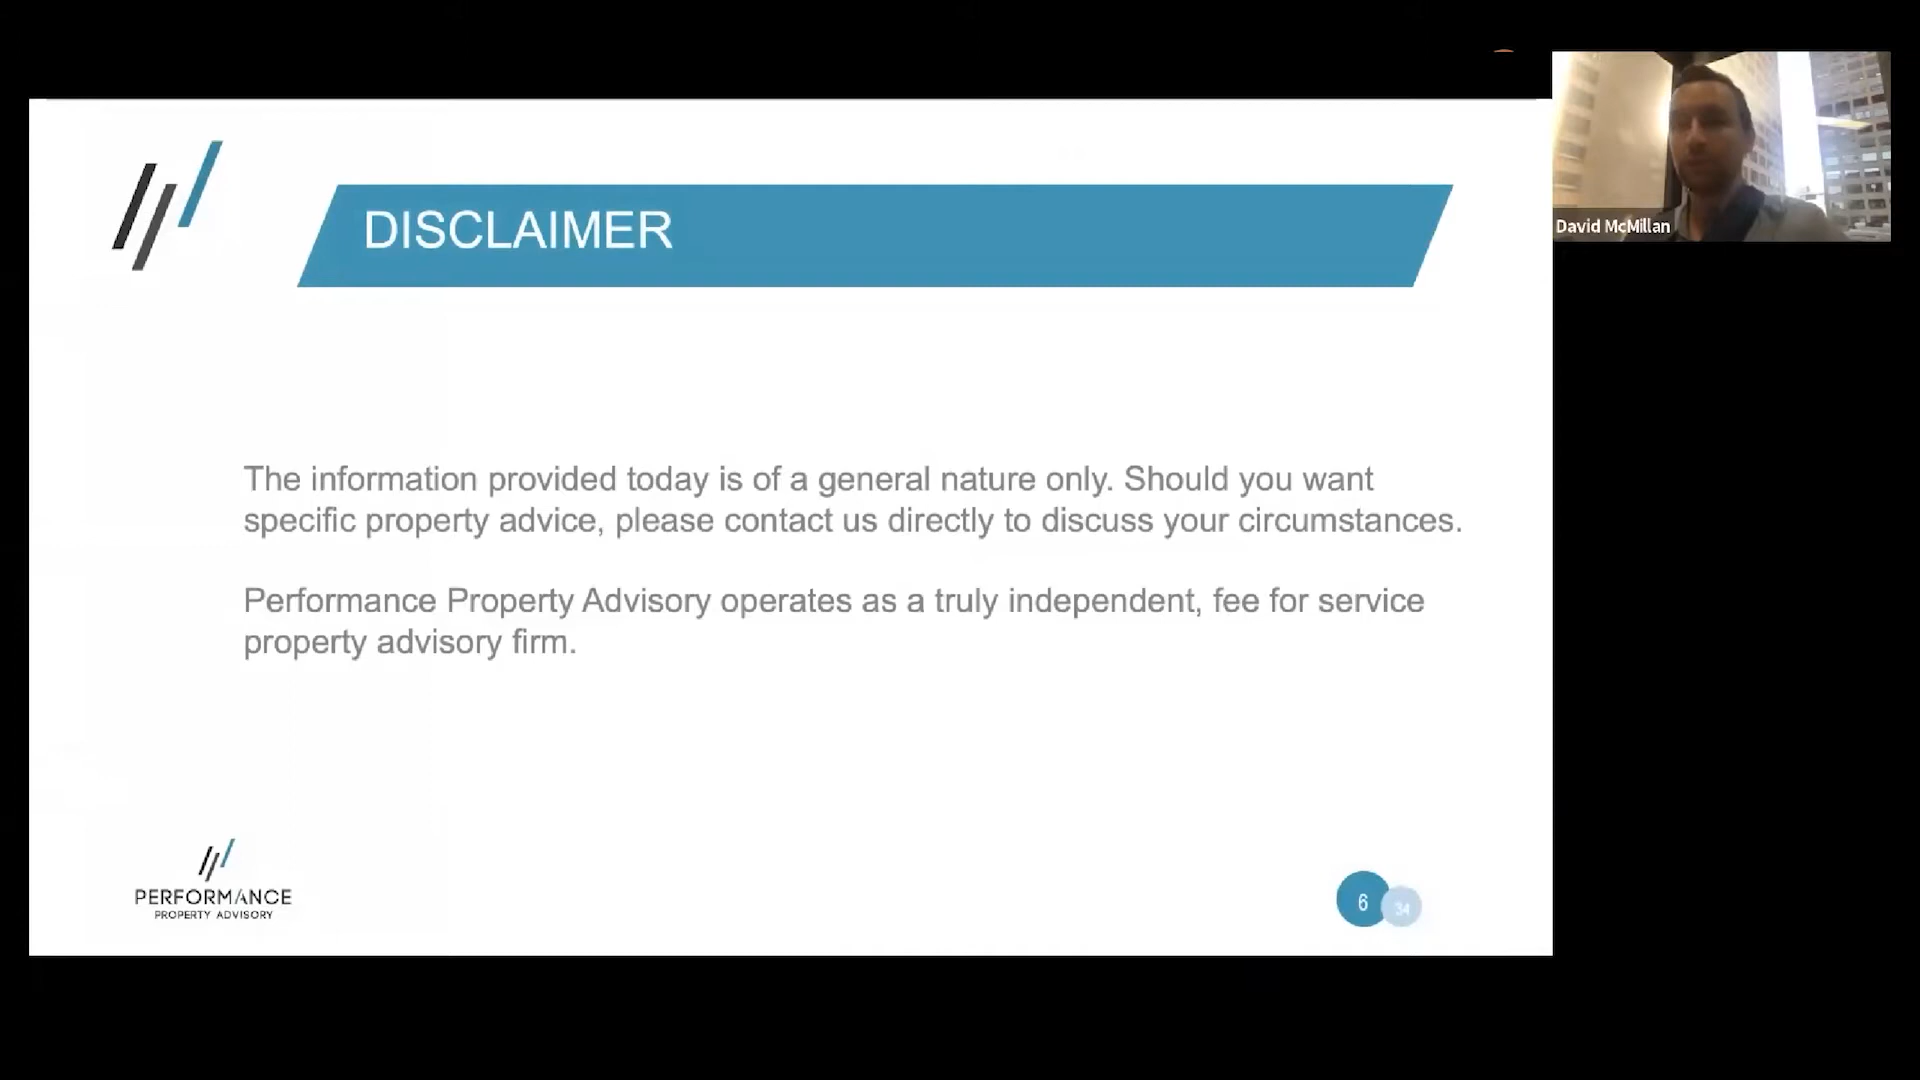 DISCLAIMER
David McMillan
The information provided today is of a general nature only. Should you want
specific property advice, please contact us directly to discuss your circumstances.
Performance Property Advisory operates as a truly independent, fee for service
property advisory firm.
PERFORMANCE
PROPERTY ADVISORY
6
34